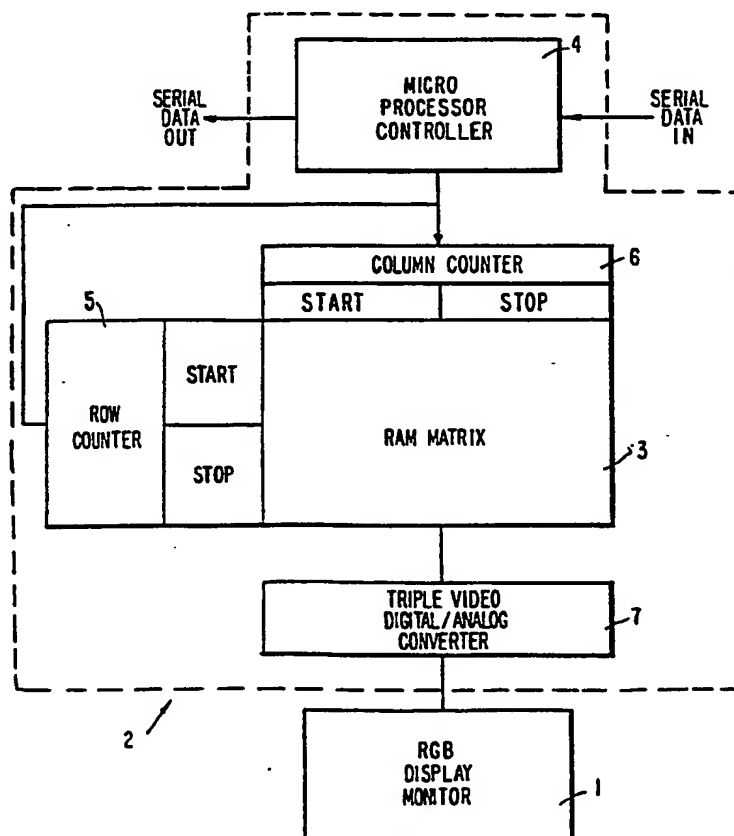 4
MICRO
PROCESSOR
CONTROLLER
SERIAL
DATA
OUT
SERIAL
DATA
IN
COLUMN COUNTER
6
START
STOP
5
ROW
COUNTER
START
STOP
RAM MATRIX
3
TRIPLE VIDEO
DIGITAL/ANALOG
CONVERTER
7
2
RGB
DISPLAY
MONITOR
1